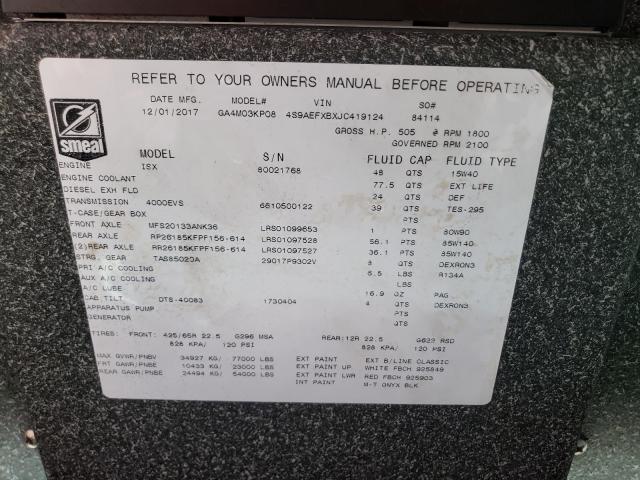 REFER TO YOUR OWNERS MANUAL BEFORE OPERATING
DATE MFG. MODEL# VIN SO#
12/01/2017 GA4M03KP08 4S9AEFXBXJC419124 84114
GROSS H.P. 505 @ RPM 1800
GOVERNED RPM 2100
smeal
MODEL S/N FLUID CAP FLUID TYPE
ENGINE ISX 80021768 48 QTS 15W40
ENGINE COOLANT 77.5 QTS EXT LIFE
DIESEL EXH FLD 24 QTS DEF
TRANSMISSION 4000EVS 6610500122 39 QTS TES-295
T-CASE/GEAR BOX PTS
FRONT AXLE MFS20133ANK36 LRS01099653 1 PTS 80W90
REAR AXLE RP26185KFPF156-614 LRS01097528 56.1 PTS 85W140
(2)REAR AXLE RR26185KFPF156-614 LRS01097527 36.1 PTS 85W140
STRG. GEAR TAS85020A 29017P9302V QTS DEXRON3
PRI A/C COOLING LBS R134A
AUX A/C COOLING LBS
A/C LUBE 16.9 OZ PAG
CAB TILT DTS-40083 1730404 QTS DEXRON3
APPARATUS PUMP PTS
GENERATOR QTS
TIRES: FRONT: 425/65R 22.5 G296 MSA REAR:12R 22.5 G622 RSD
828 KPA/ 120 PSI 828 KPA/ 120 PSI
MAX GVWR/PNBV 34927 KG/ 77000 LBS EXT PAINT EXT B/LINE CLASSIC
FRT GAWR/PNBE 10433 KG/ 23000 LBS EXT PAINT UP WHITE FBCH 925849
REAR GAWR/PNBE 24494 KG/ 54000 LBS EXT PAINT LWR RED FBCH 925903
INT PAINT M-T ONYX BLK